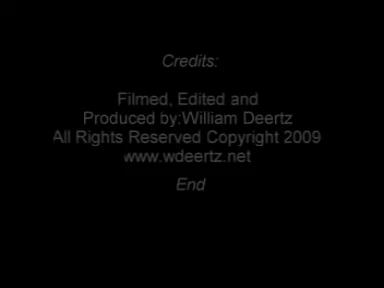 Credits:
Filmed, Edited and
Produced by:William Deertz
All Rights Reserved Copyright 2009
www.wdeertz.net
End